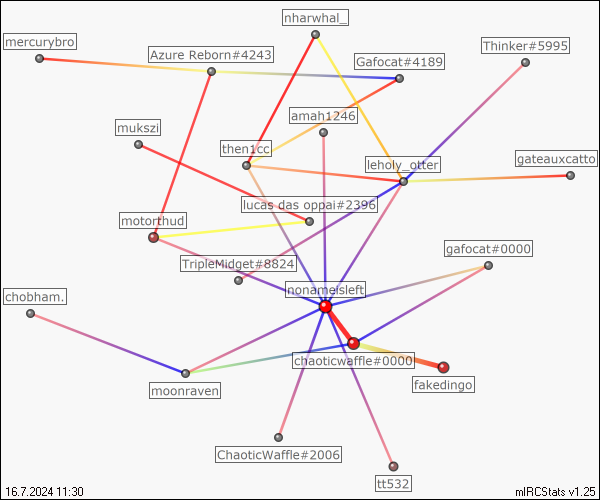 nharwhal_
mercurybro
Thinker#5995
Azure Reborn#4243
Gafocat#4189
amah1246
mukszi
then1cc
gateauxcatto
leholy_otter
lucas das oppai#2396
motorthud
gafocat#0000
TripleMidget#8824
nonameisleft
chobham.
chaoticwaffle#0000
fakedingo
moonraven
ChaoticWaffle#2006
tt532
16.7.2024 11:30
mIRCStats v1.25